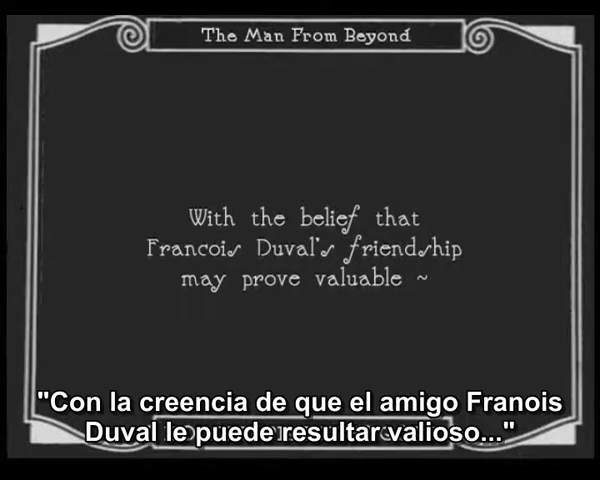 The Man From Beyond
With the belief that
Francois Duval's friendship
may prove valuable ~
"Con la creencia de que el amigo Franois
Duval le puede resultar valioso..."